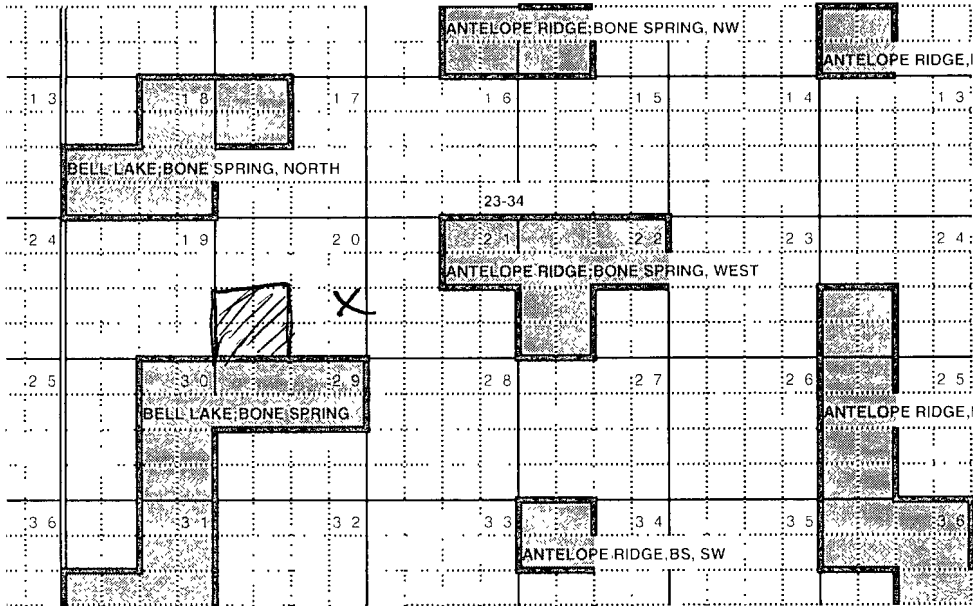 ANTELOPE RIDGE;BONE SPRING, NW
ANTELOPE RIDGE,
13 18 17 16 15 14 13
BELL LAKE;BONE SPRING, NORTH
23-34
24 19 20 21 22 23 24
ANTELOPE RIDGE;BONE SPRING, WEST
X
25 30 29 28 27 26 25
BELL LAKE;BONE SPRING
ANTELOPE RIDGE,
36 31 32 33 34 35 36
ANTELOPE RIDGE,BS, SW